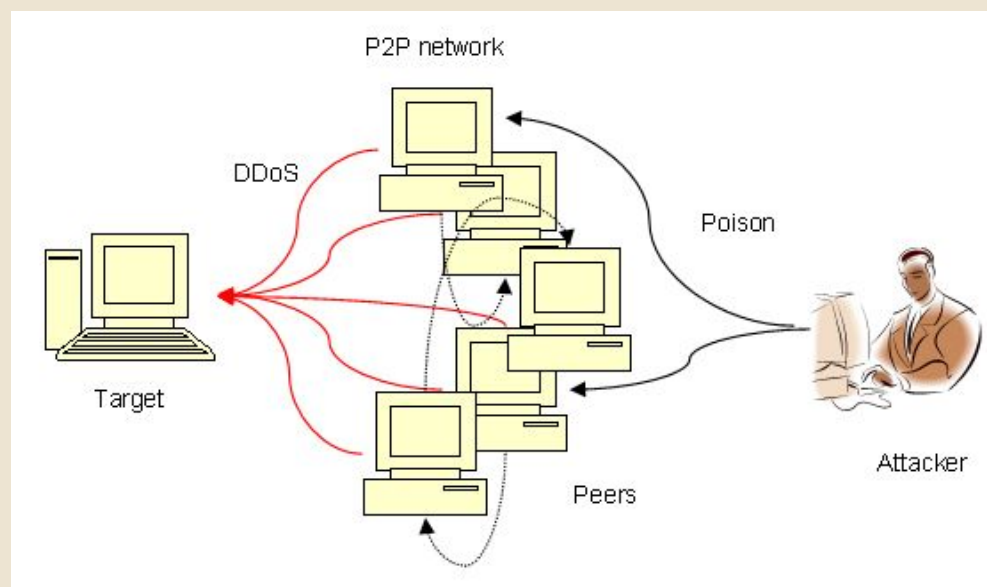 P2P network
DDoS
Poison
Target
Attacker
Peers